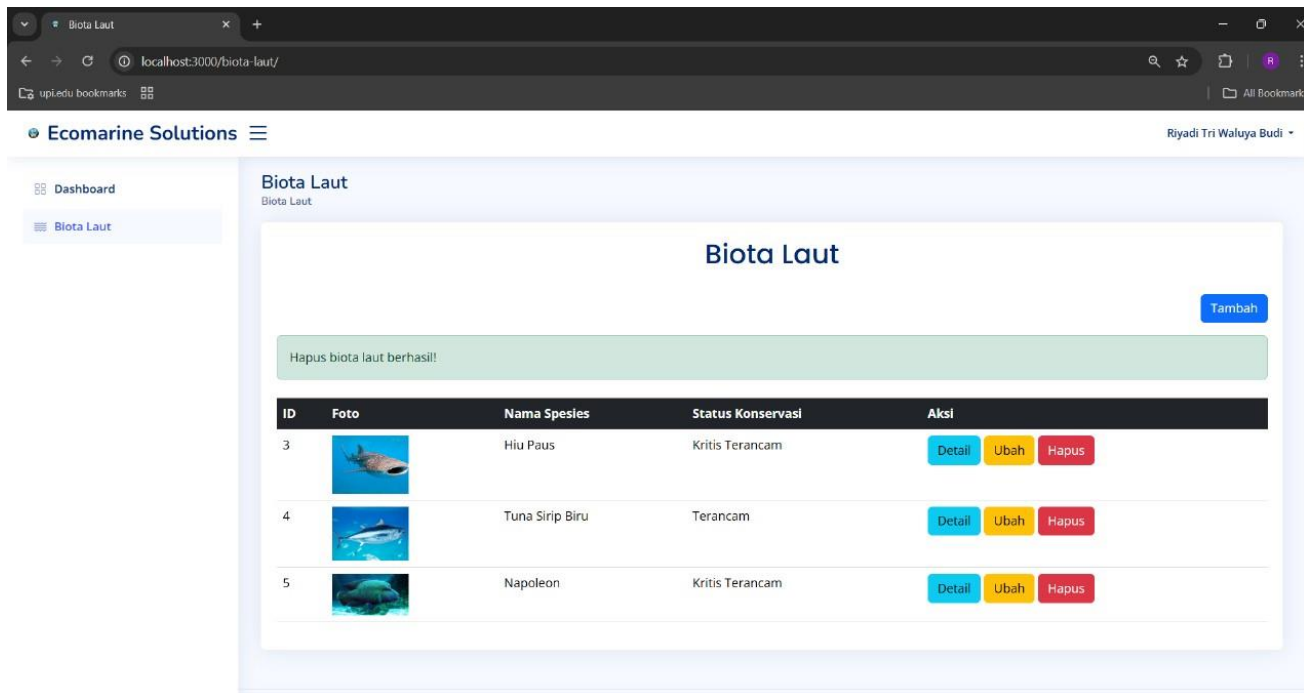 Biota Laut
localhost:3000/biota-laut/
R
upi.edu bookmarks
All Bookmark
Ecomarine Solutions
Riyadi Tri Waluya Budi
Dashboard
Biota Laut
Biota Laut
Biota Laut
Biota Laut
Tambah
Hapus biota laut berhasil!
ID Foto Nama Spesies Status Konservasi Aksi
3 Hiu Paus Kritis Terancam Detail Ubah Hapus
4 Tuna Sirip Biru Terancam Detail Ubah Hapus
5 Napoleon Kritis Terancam Detail Ubah Hapus